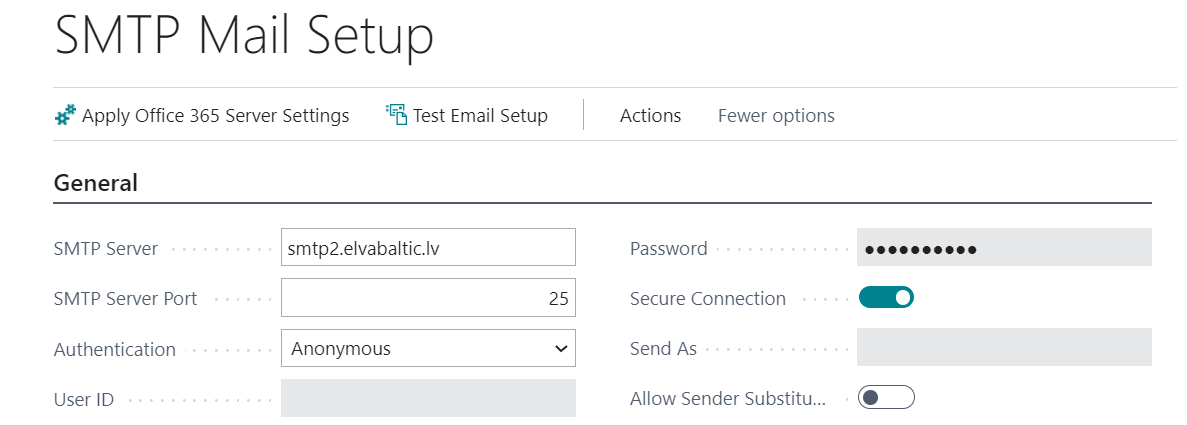 SMTP Mail Setup
Apply Office 365 Server Settings Test Email Setup Actions Fewer options
General
SMTP Server smtp2.elvabaltic.lv
SMTP Server Port 25
Authentication Anonymous
User ID
Password ●●●●●●●●●●
Secure Connection
Send As
Allow Sender Substitu...